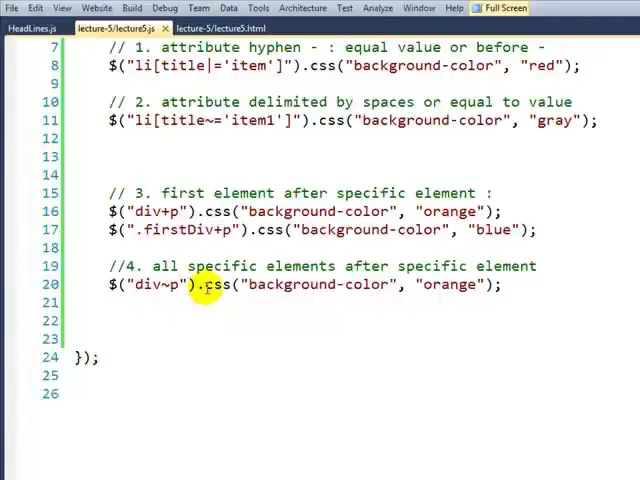 File Edit View Website Build Debug Team Data Tools Architecture Test Analyze Window Help Full Screen
HeadLines.js lecture-5/lecture5.js × lecture-5/lecture5.html
7 // 1. attribute hyphen - : equal value or before -
8 $("li[title|='item']").css("background-color", "red");
9
10 // 2. attribute delimited by spaces or equal to value
11 $("li[title~='item1']").css("background-color", "gray");
12
13
14
15 // 3. first element after specific element :
16 $("div+p").css("background-color", "orange");
17 $(".firstDiv+p").css("background-color", "blue");
18
19 //4. all specific elements after specific element
20 $("div~p").css("background-color", "orange");
21
22
23
24 });
25
26